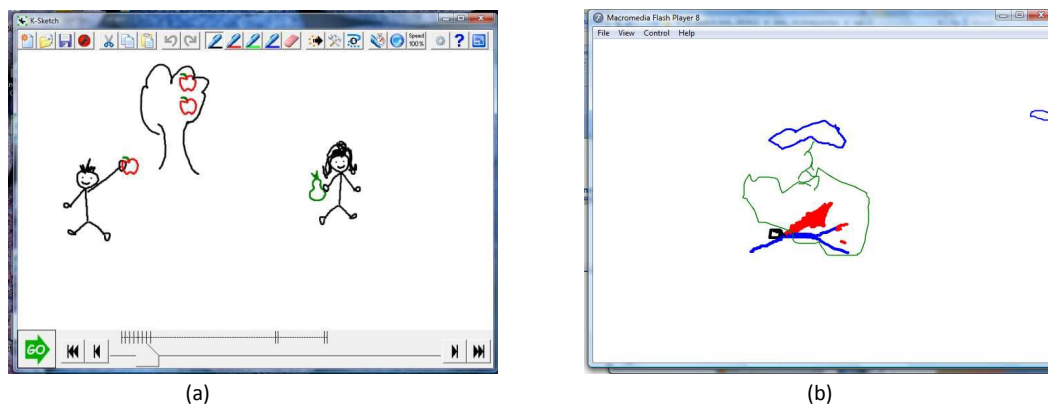 K-Sketch
Speed
100%
GO
(a)
Macromedia Flash Player 8
File View Control Help
(b)